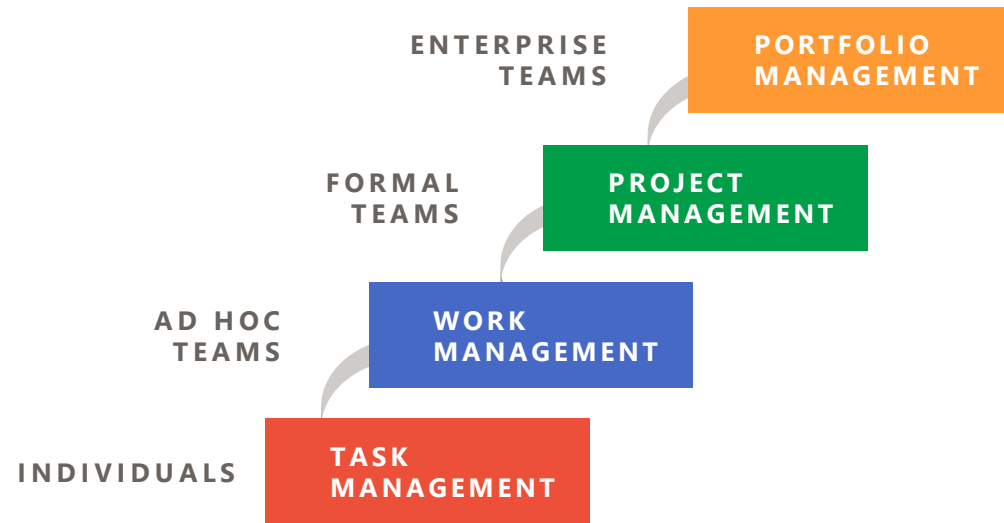 ENTERPRISE
TEAMS
PORTFOLIO
MANAGEMENT
FORMAL
TEAMS
PROJECT
MANAGEMENT
AD HOC
TEAMS
WORK
MANAGEMENT
INDIVIDUALS
TASK
MANAGEMENT